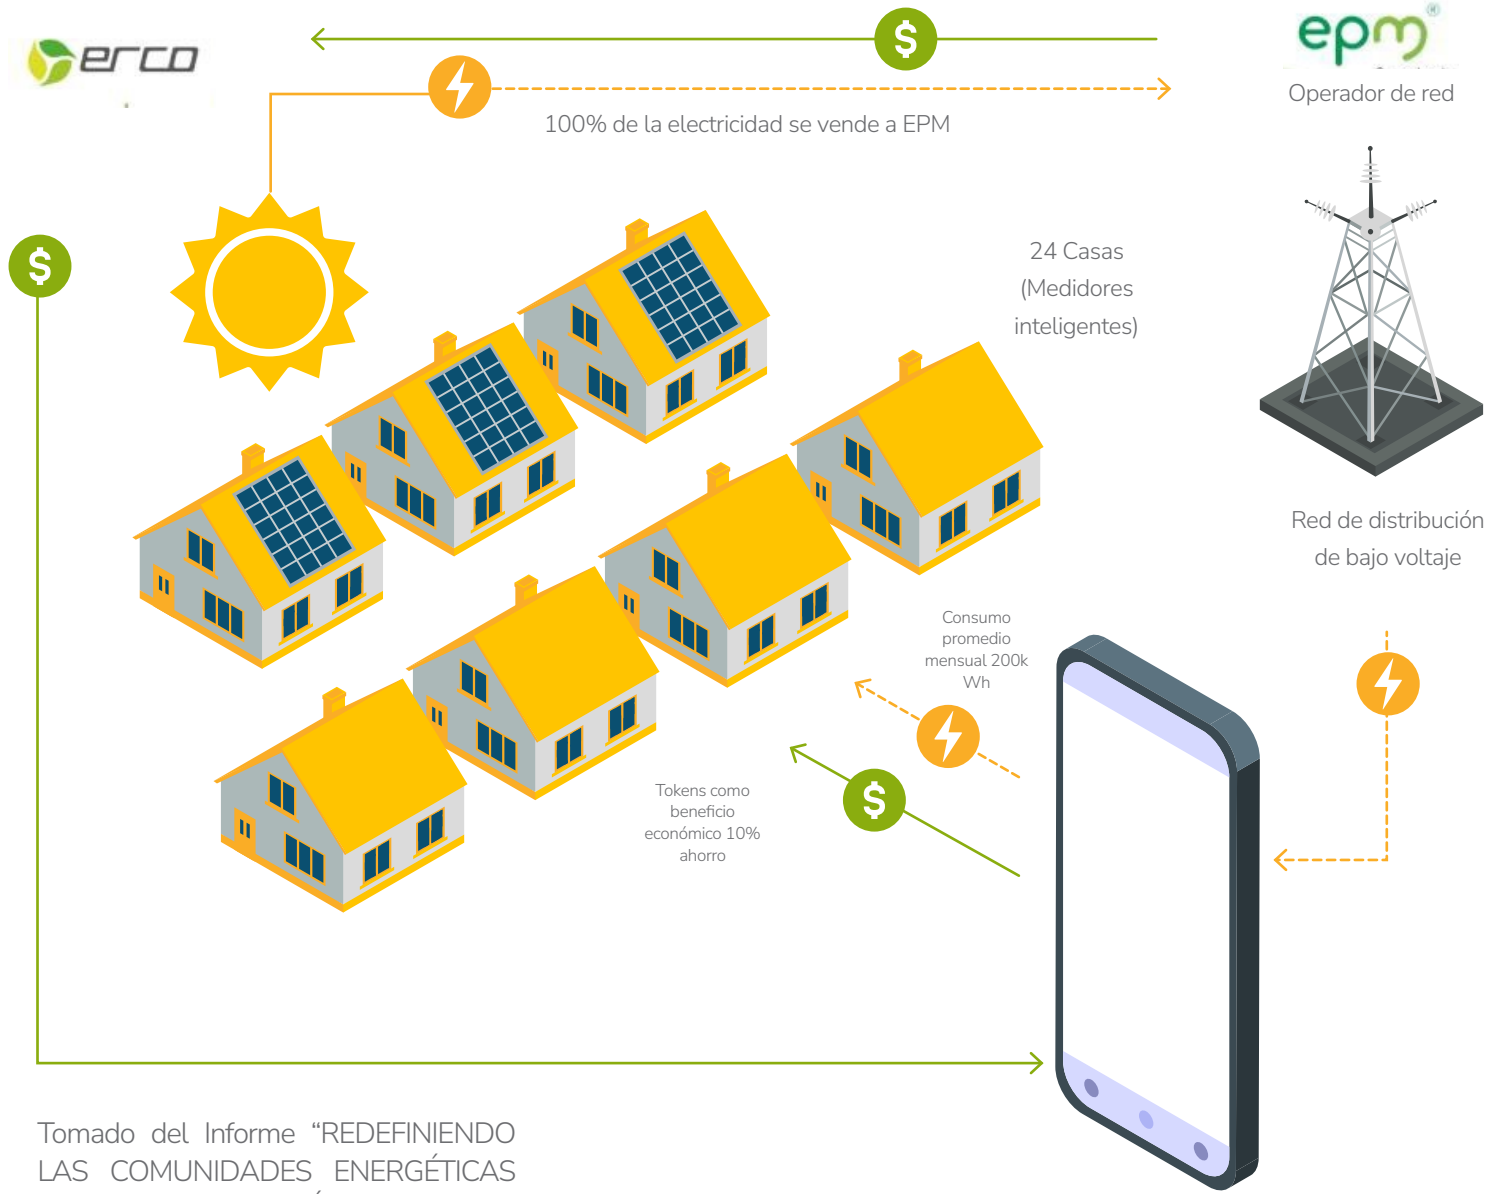 erco
epm
Operador de red
100% de la electricidad se vende a EPM
24 Casas
(Medidores
inteligentes)
Red de distribución
de bajo voltaje
Consumo
promedio
mensual 200k
Wh
Tokens como
beneficio
económico 10%
ahorro
Tomado del Informe “REDEFINIENDO
LAS COMUNIDADES ENERGÉTICAS